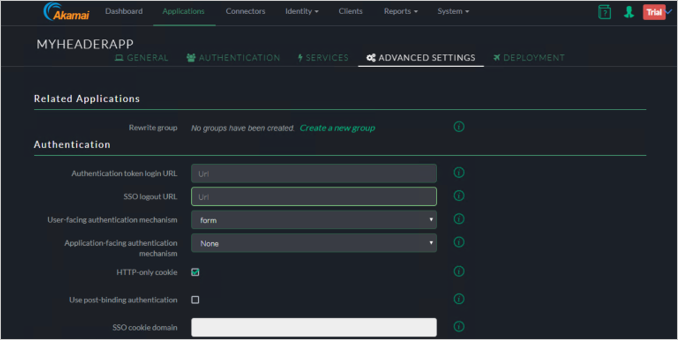 Akamai
Dashboard Applications Connectors Identity Clients Reports System Trial
MYHEADERAPP
GENERAL AUTHENTICATION SERVICES ADVANCED SETTINGS DEPLOYMENT
Related Applications
Rewrite group No groups have been created. Create a new group
Authentication
Authentication token login URL Url
SSO logout URL Url
User-facing authentication mechanism form
Application-facing authentication
mechanism None
HTTP-only cookie
Use post-binding authentication
SSO cookie domain